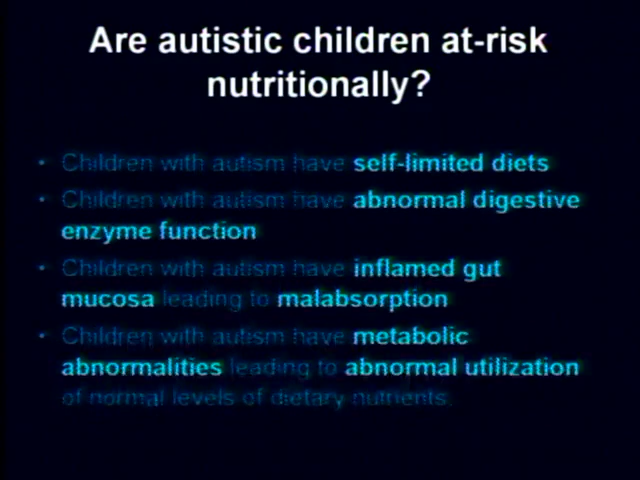 Are autistic children at-risk
nutritionally?
• Children with autism have self-limited diets
• Children with autism have abnormal digestive
enzyme function
• Children with autism have inflamed gut
mucosa leading to malabsorption
• Children with autism have metabolic
abnormalities leading to abnormal utilization
of normal levels of dietary nutrients.